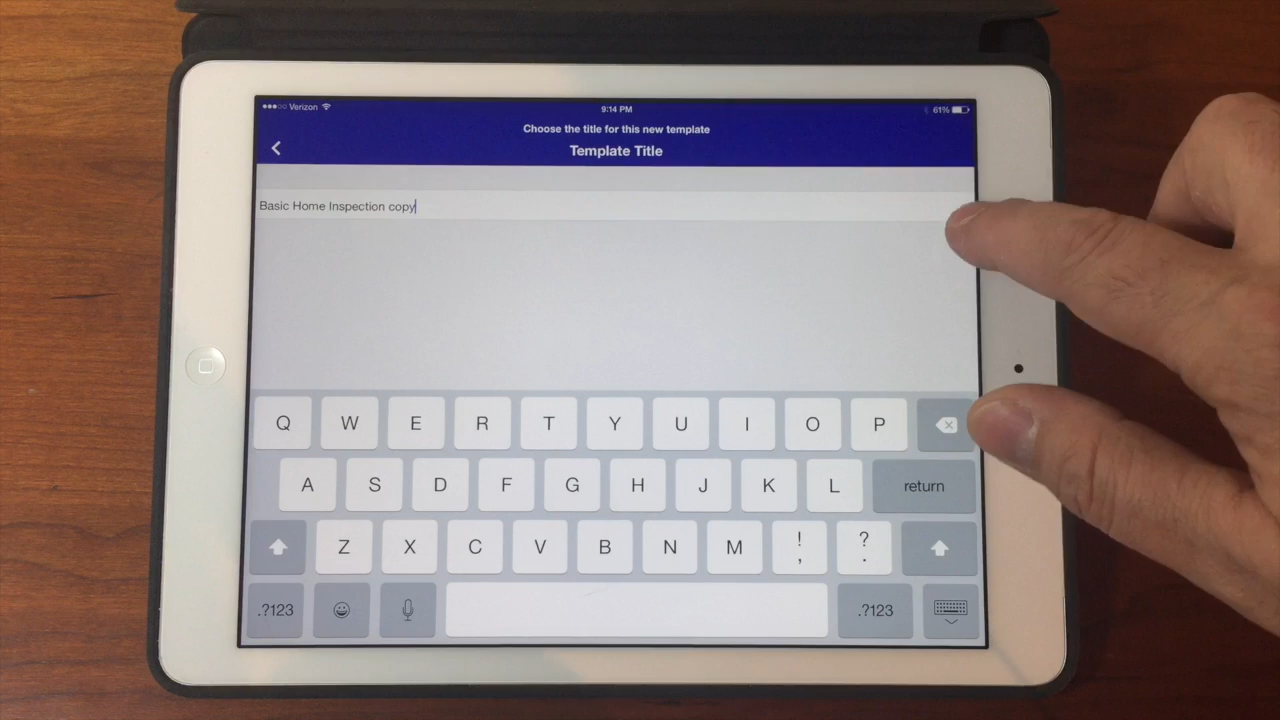 Verizon 9:14 PM 61%
Choose the title for this new template
Template Title
Basic Home Inspection copy
Q W E R T Y U I O P
A S D F G H J K L return
Z X C V B N M ! , ? .
.?123 .?123